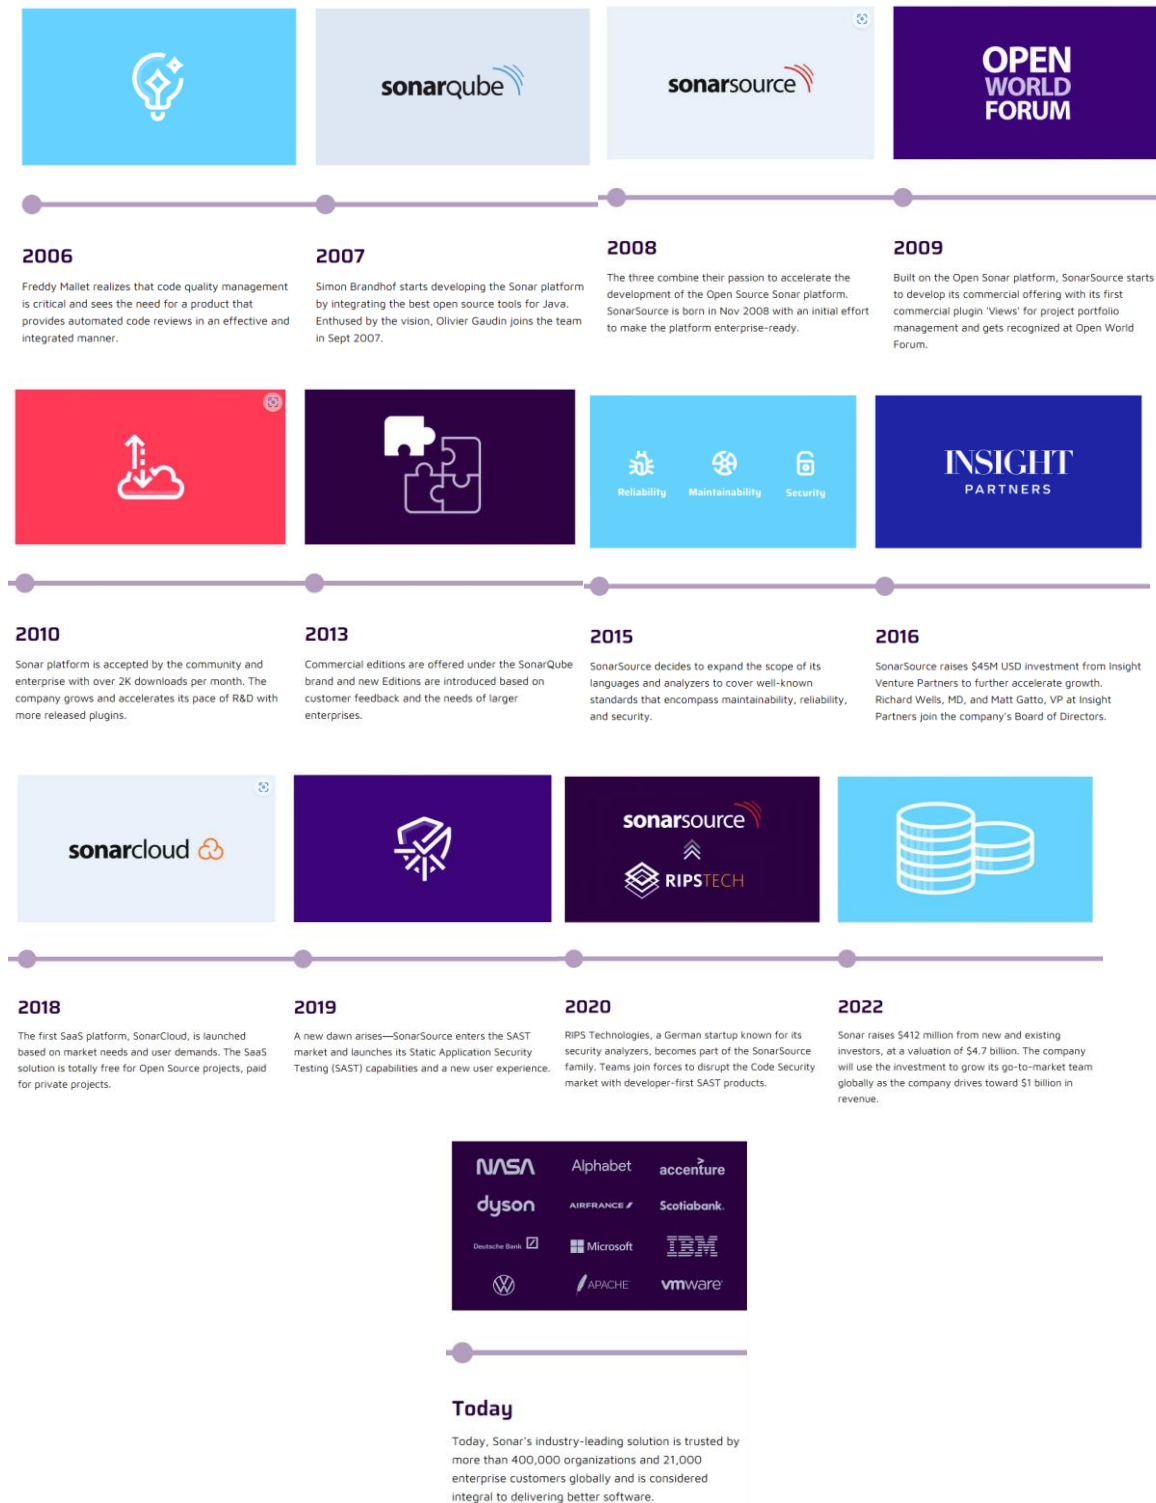 sonarqube
sonarsource
OPEN
WORLD
FORUM
2006
Freddy Mallet realizes that code quality management
is critical and sees the need for a product that
provides automated code reviews in an effective and
integrated manner.
2007
Simon Brandhof starts developing the Sonar platform
by integrating the best open source tools for Java.
Enthused by the vision, Olivier Gaudin joins the team
in Sept 2007.
2008
The three combine their passion to accelerate the
development of the Open Source Sonar platform.
SonarSource is born in Nov 2008 with an initial effort
to make the platform enterprise-ready.
2009
Built on the Open Sonar platform, SonarSource starts
to develop its commercial offering with its first
commercial plugin 'Views' for project portfolio
management and gets recognized at Open World
Forum.
Reliability
Maintainability
Security
INSIGHT
PARTNERS
2010
Sonar platform is accepted by the community and
enterprise with over 2K downloads per month. The
company grows and accelerates its pace of R&D with
more released plugins.
2013
Commercial editions are offered under the SonarQube
brand and new Editions are introduced based on
customer feedback and the needs of larger
enterprises.
2015
SonarSource decides to expand the scope of its
languages and analyzers to cover well-known
standards that encompass maintainability, reliability,
and security.
2016
SonarSource raises $45M USD investment from Insight
Venture Partners to further accelerate growth.
Richard Wells, MD, and Matt Gatto, VP at Insight
Partners join the company's Board of Directors.
sonarcloud
sonarsource
RIPSTECH
2018
The first SaaS platform, SonarCloud, is launched
based on market needs and user demands. The SaaS
solution is totally free for Open Source projects, paid
for private projects.
2019
A new dawn arises—SonarSource enters the SAST
market and launches its Static Application Security
Testing (SAST) capabilities and a new user experience.
2020
RIPS Technologies, a German startup known for its
security analyzers, becomes part of the SonarSource
family. Teams join forces to disrupt the Code Security
market with developer-first SAST products.
2022
Sonar raises $412 million from new and existing
investors, at a valuation of $4.7 billion. The company
will use the investment to grow its go-to-market team
globally as the company drives toward $1 billion in
revenue.
NASA
Alphabet
accenture
dyson
AIRFRANCE
Scotiabank.
Deutsche Bank
Microsoft
IBM
APACHE
vmware
Today
Today, Sonar's industry-leading solution is trusted by
more than 400,000 organizations and 21,000
enterprise customers globally and is considered
integral to delivering better software.